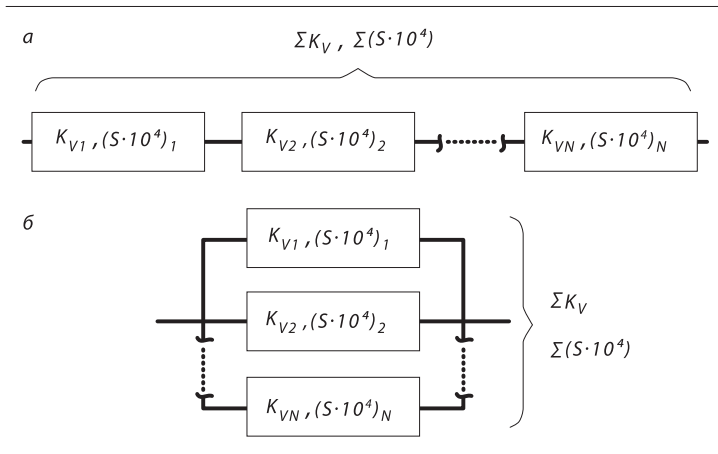 а
ΣK_V , Σ(S·10⁴)
K_V1 ,(S·10⁴)_1
K_V2 ,(S·10⁴)_2
K_VN ,(S·10⁴)_N
б
K_V1 ,(S·10⁴)_1
K_V2 ,(S·10⁴)_2
K_VN ,(S·10⁴)_N
ΣK_V
Σ(S·10⁴)